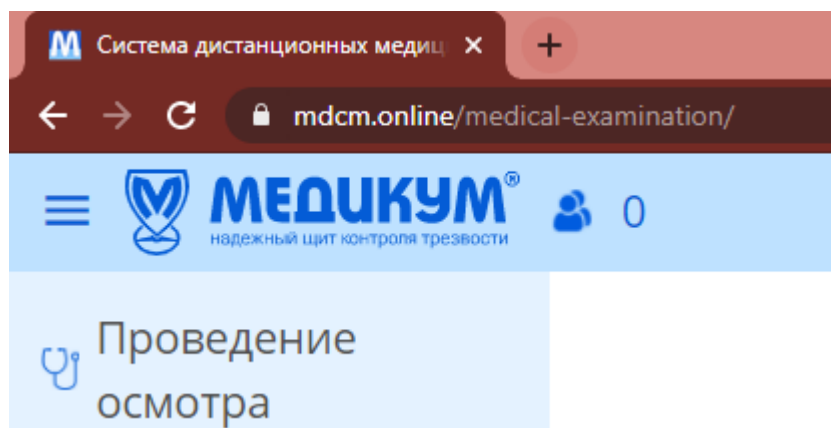 Система дистанционных медиц
mdcm.online/medical-examination/
МЕДИКУМ®
надежный щит контроля трезвости
0
Проведение
осмотра